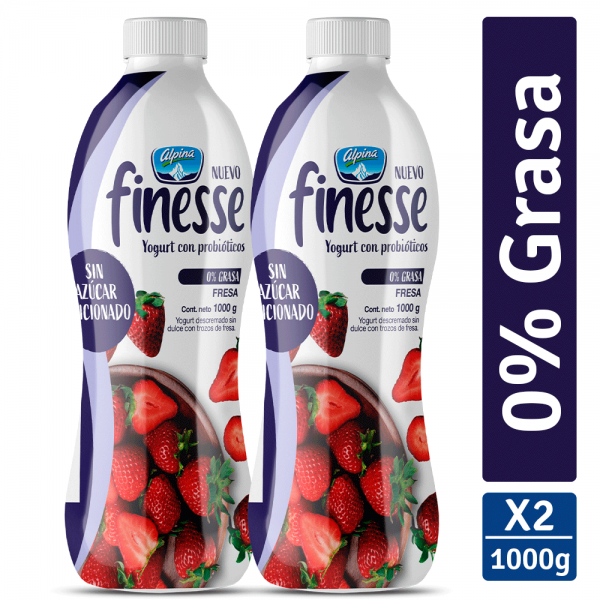 Alpina
NUEVO
finesse
Yogurt con probióticos
SIN
AZÚCAR
0% GRASA
FRESA
Cont. neto 1000 g
Yogurt descremado sin
dulce con trozos de fresa.
Alpina
NUEVO
finesse
Yogurt con probióticos
SIN
AZÚCAR
0% GRASA
FRESA
Cont. neto 1000 g
Yogurt descremado sin
dulce con trozos de fresa.
0% Grasa
X2
1000g